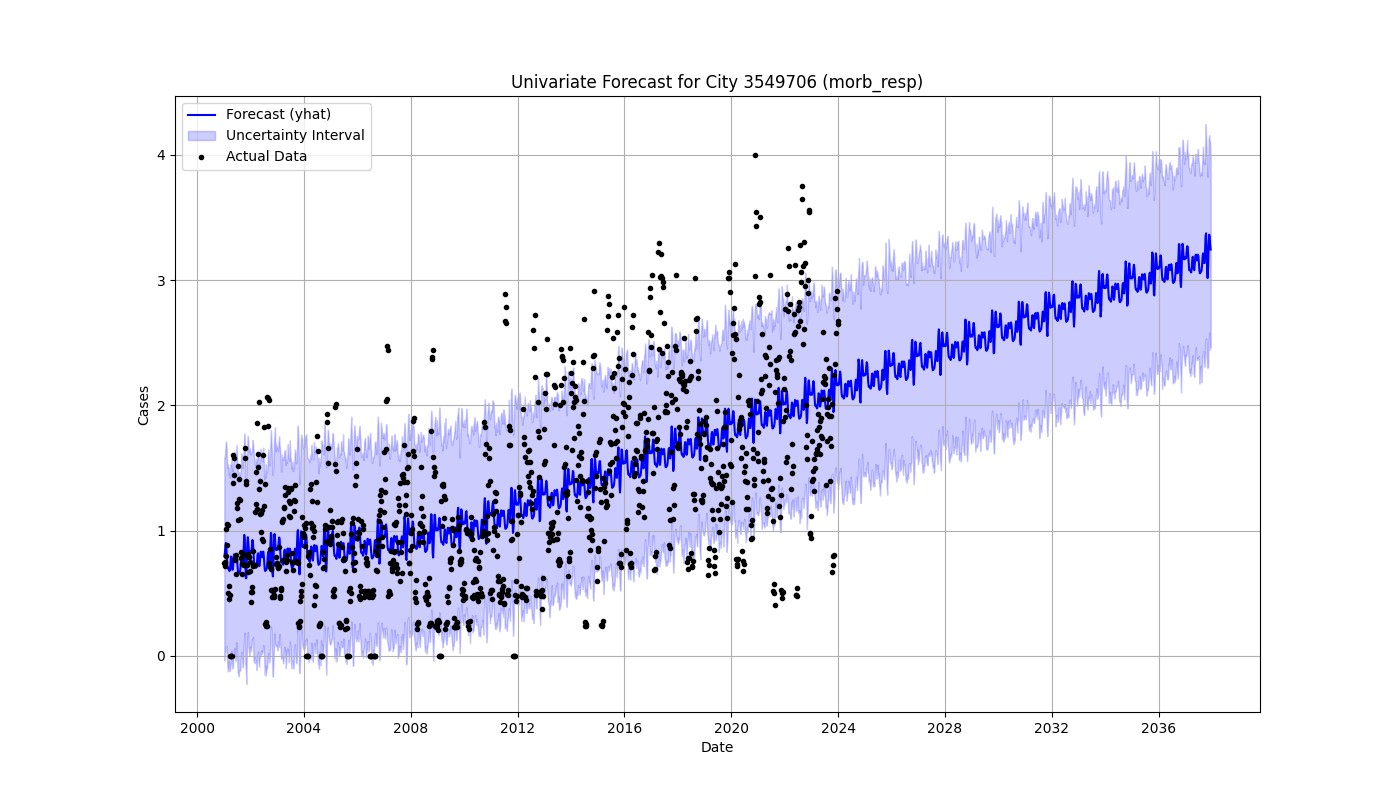 Univariate Forecast for City 3549706 (morb_resp)
Forecast (yhat)
Uncertainty Interval
Actual Data
Cases
4
3
2
1
0
2000 2004 2008 2012 2016 2020 2024 2028 2032 2036
Date